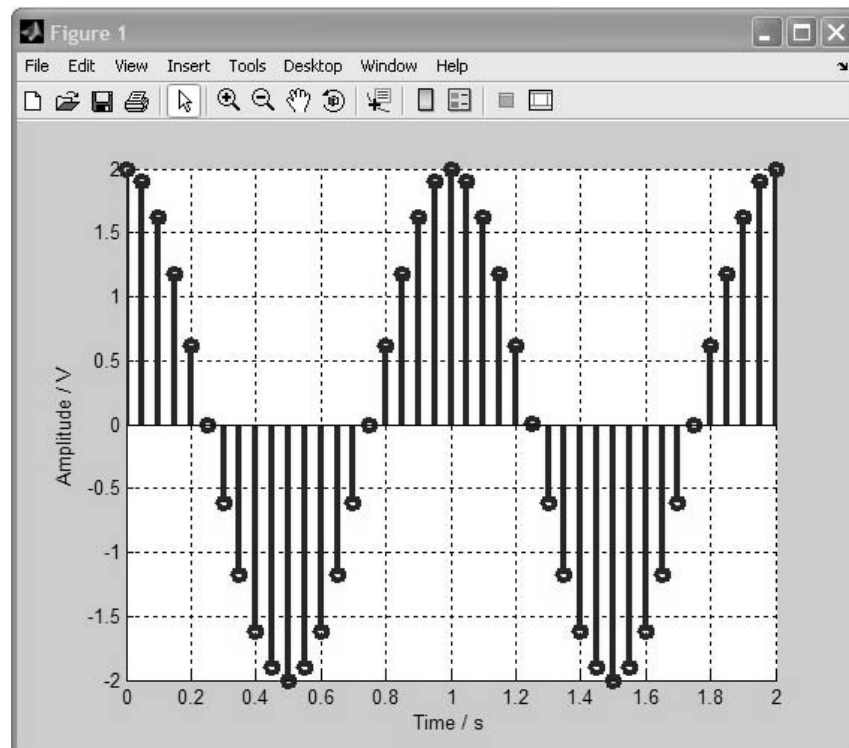 Figure 1
File Edit View Insert Tools Desktop Window Help
2
1.5
1
0.5
0
-0.5
-1
-1.5
-2
Amplitude / V
0 0.2 0.4 0.6 0.8 1 1.2 1.4 1.6 1.8 2
Time / s